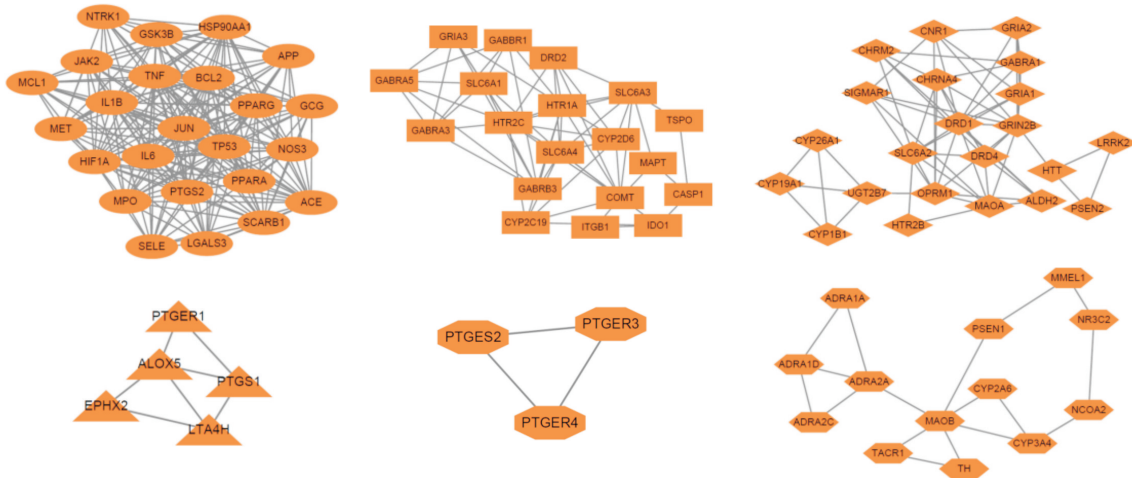 NTRK1
GSK3B
HSP90AA1
JAK2
TNF
BCL2
APP
MCL1
IL1B
PPARG
GCG
MET
JUN
HIF1A
IL6
TP53
NOS3
MPO
PTGS2
PPARA
ACE
SCARB1
SELE
LGALS3
GRIA3
GABBR1
DRD2
GABRA5
SLC6A1
SLC6A3
HTR1A
TSPO
GABRA3
HTR2C
CYP2D6
SLC6A4
MAPT
GABRB3
COMT
CASP1
CYP2C19
ITGB1
IDO1
CNR1
GRIA2
CHRM2
GABRA1
CHRNA4
SIGMAR1
GRIA1
DRD1
GRIN2B
CYP26A1
SLC6A2
DRD4
LRRK2
HTT
CYP19A1
UGT2B7
OPRM1
MAOA
ALDH2
PSEN2
CYP1B1
HTR2B
PTGER1
ALOX5
PTGS1
EPHX2
LTA4H
PTGES2
PTGER3
PTGER4
MMEL1
ADRA1A
PSEN1
NR3C2
ADRA1D
ADRA2A
CYP2A6
ADRA2C
MAOB
NCOA2
CYP3A4
TACR1
TH